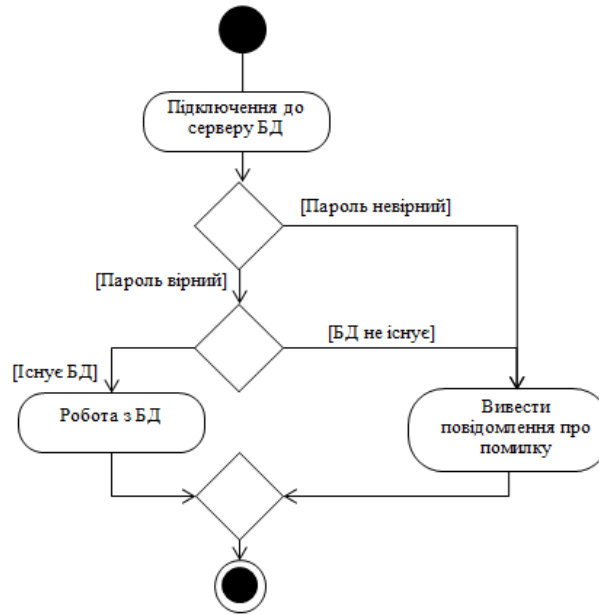 Підключення до
серверу БД
[Пароль невірний]
[Пароль вірний]
[БД не існує]
[Існує БД]
Робота з БД
Вивести
повідомлення про
помилку